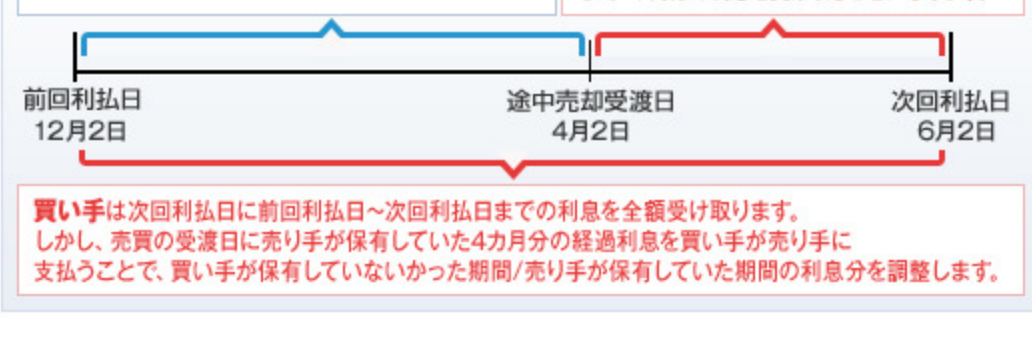 前回利払日
12月2日
途中売却受渡日
4月2日
次回利払日
6月2日
買い手は次回利払日に前回利払日～次回利払日までの利息を全額受け取ります。
しかし、売買の受渡日に売り手が保有していた4カ月分の経過利息を買い手が売り手に
支払うことで、買い手が保有していないかった期間/売り手が保有していた期間の利息分を調整します。